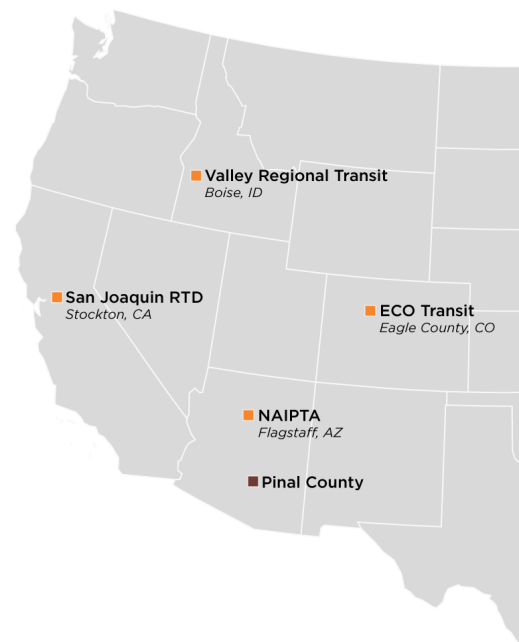 Valley Regional Transit
Boise, ID
San Joaquin RTD
Stockton, CA
ECO Transit
Eagle County, CO
NAIPTA
Flagstaff, AZ
Pinal County